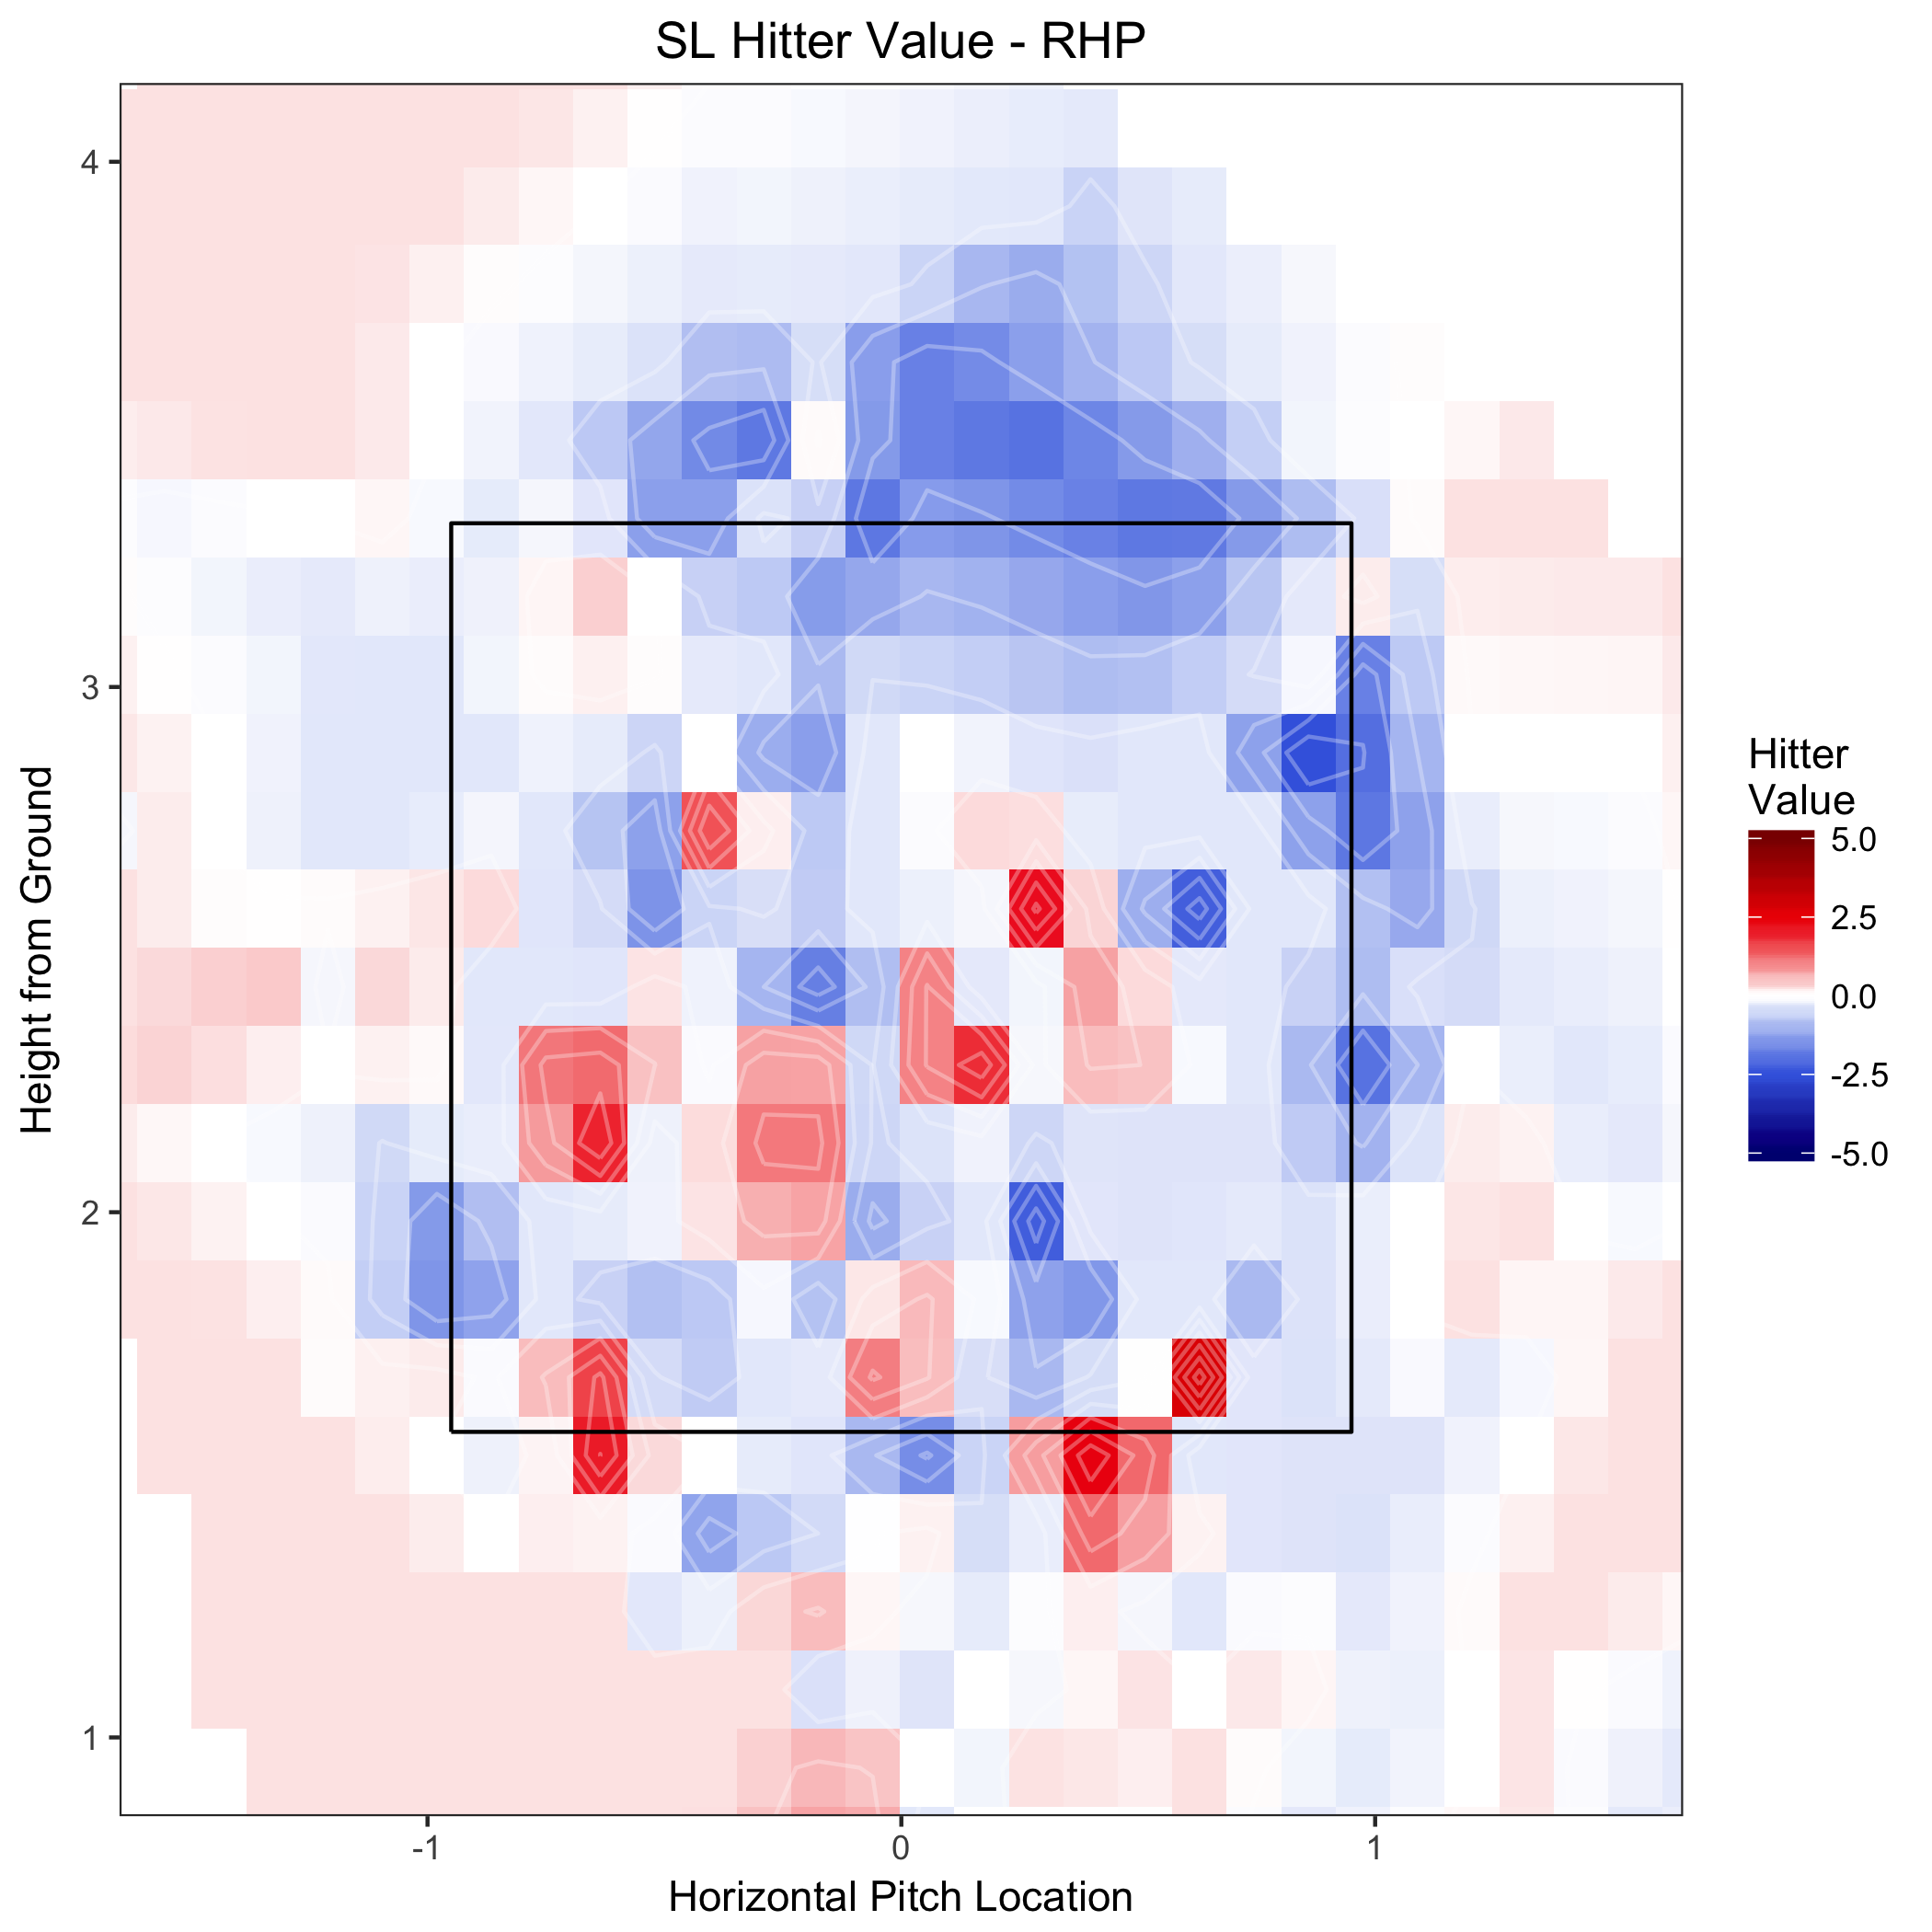 SL Hitter Value - RHP
4
3
2
1
Height from Ground
-1
0
1
Horizontal Pitch Location
Hitter
Value
5.0
2.5
0.0
-2.5
-5.0